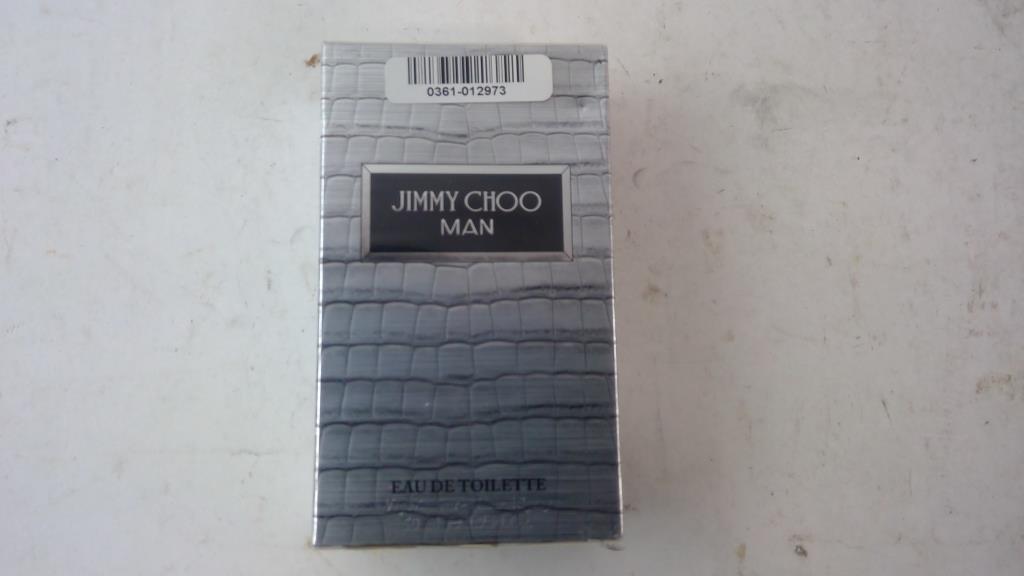 0361-012973
JIMMY CHOO
MAN
EAU DE TOILETTE